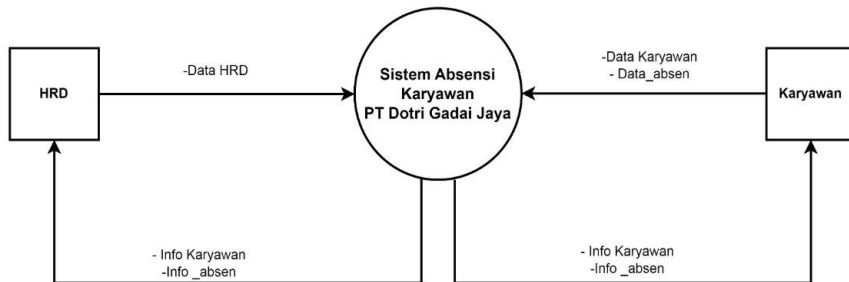 HRD
-Data HRD
Sistem Absensi
Karyawan
PT Dotri Gadai Jaya
-Data Karyawan
- Data_absen
Karyawan
- Info Karyawan
-Info _absen
- Info Karyawan
-Info _absen